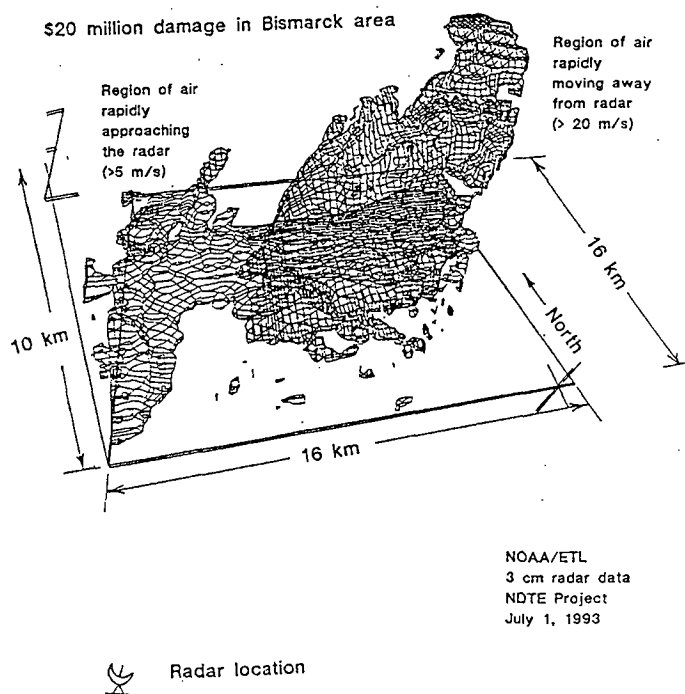 $20 million damage in Bismarck area
Region of air
rapidly
moving away
from radar
(> 20 m/s)
Region of air
rapidly
approaching
the radar
(>5 m/s)
16 km
North
10 km
16 km
NOAA/ETL
3 cm radar data
NDTE Project
July 1, 1993
Radar location